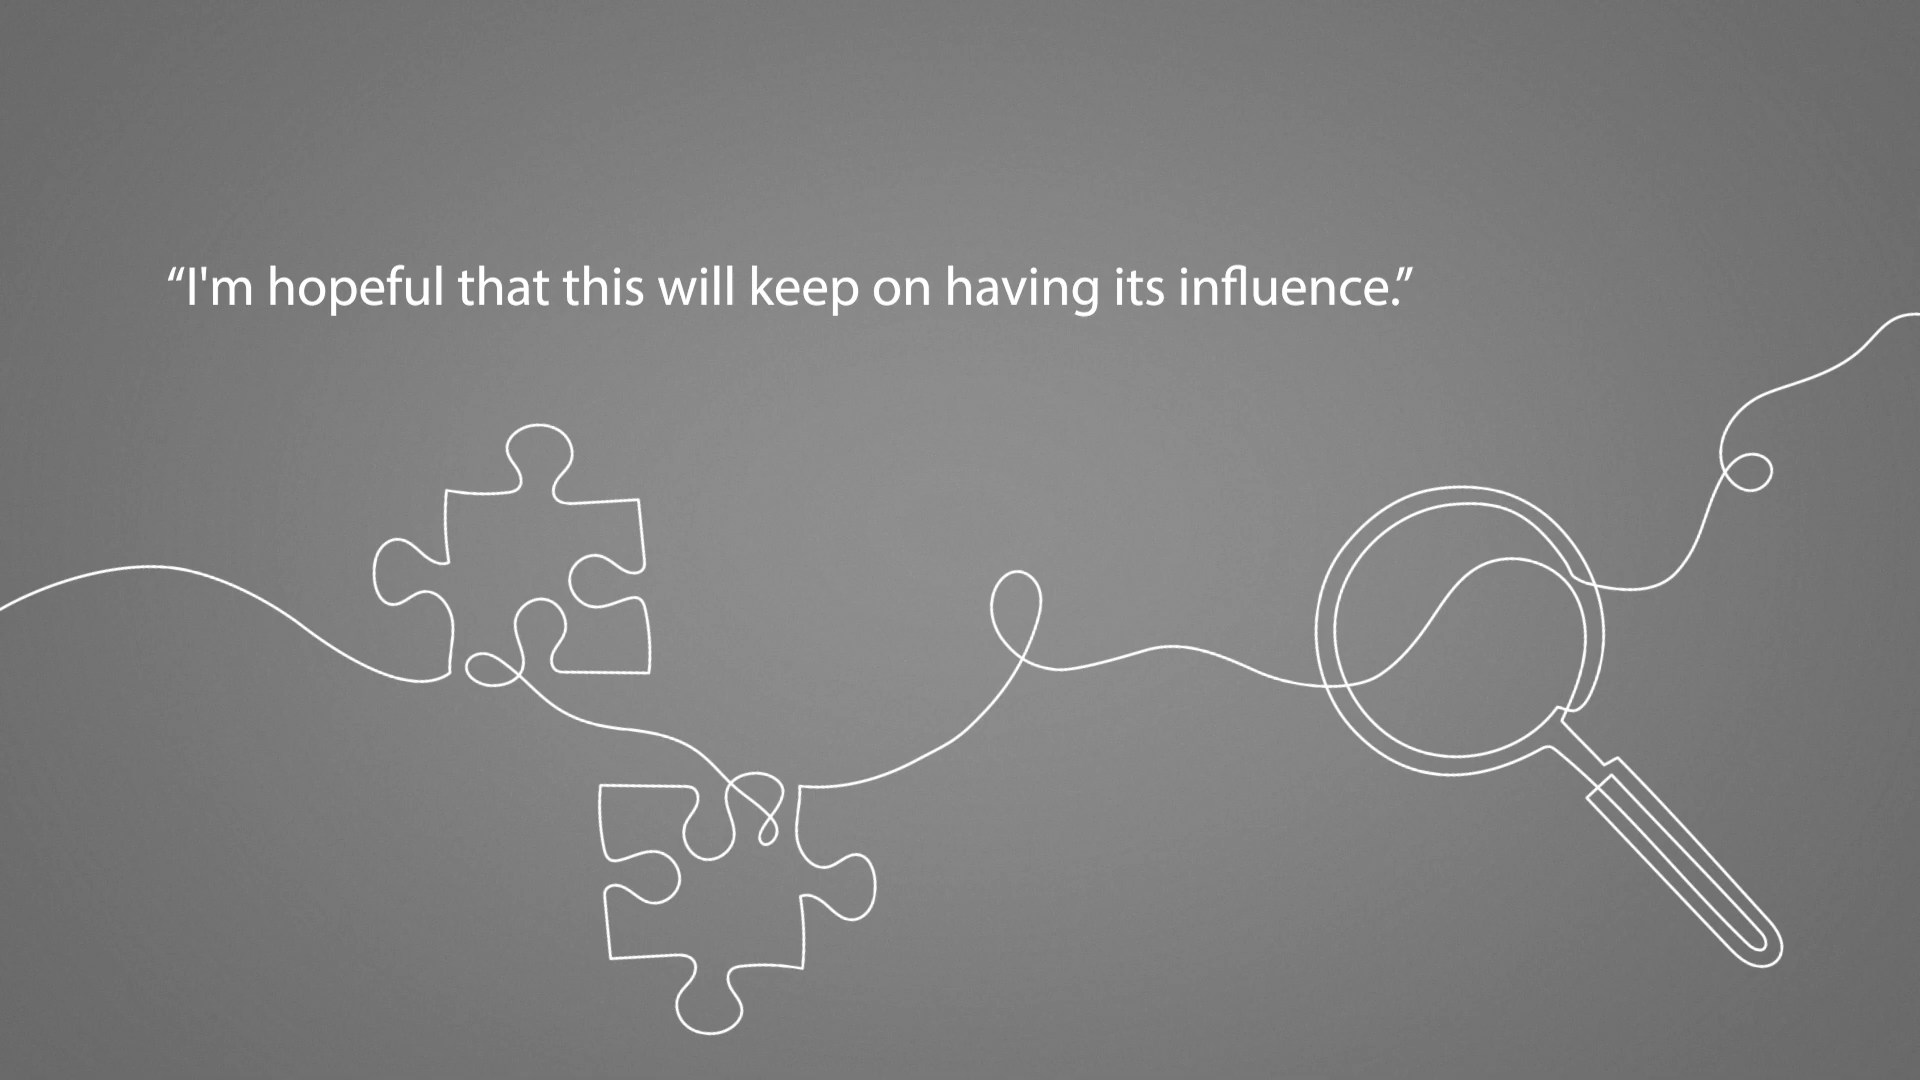 “I'm hopeful that this will keep on having its influence.”